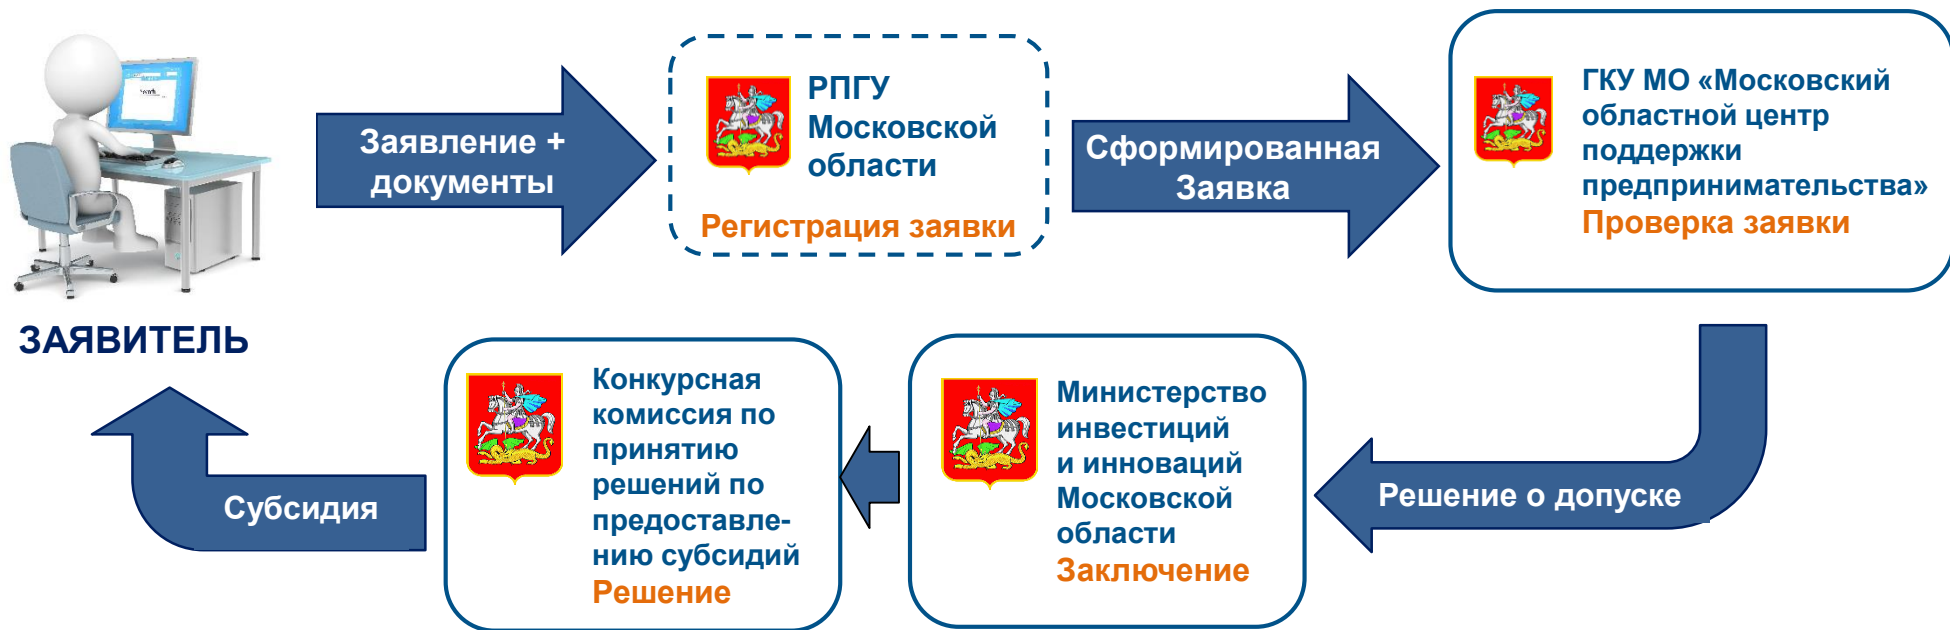 Заявление +
документы
РПГУ
Московской
области
Регистрация заявки
Сформированная
Заявка
ГКУ МО «Московский
областной центр
поддержки
предпринимательства»
Проверка заявки
ЗАЯВИТЕЛЬ
Субсидия
Конкурсная
комиссия по
принятию
решений по
предоставле-
нию субсидий
Решение
Министерство
инвестиций
и инноваций
Московской
области
Заключение
Решение о допуске